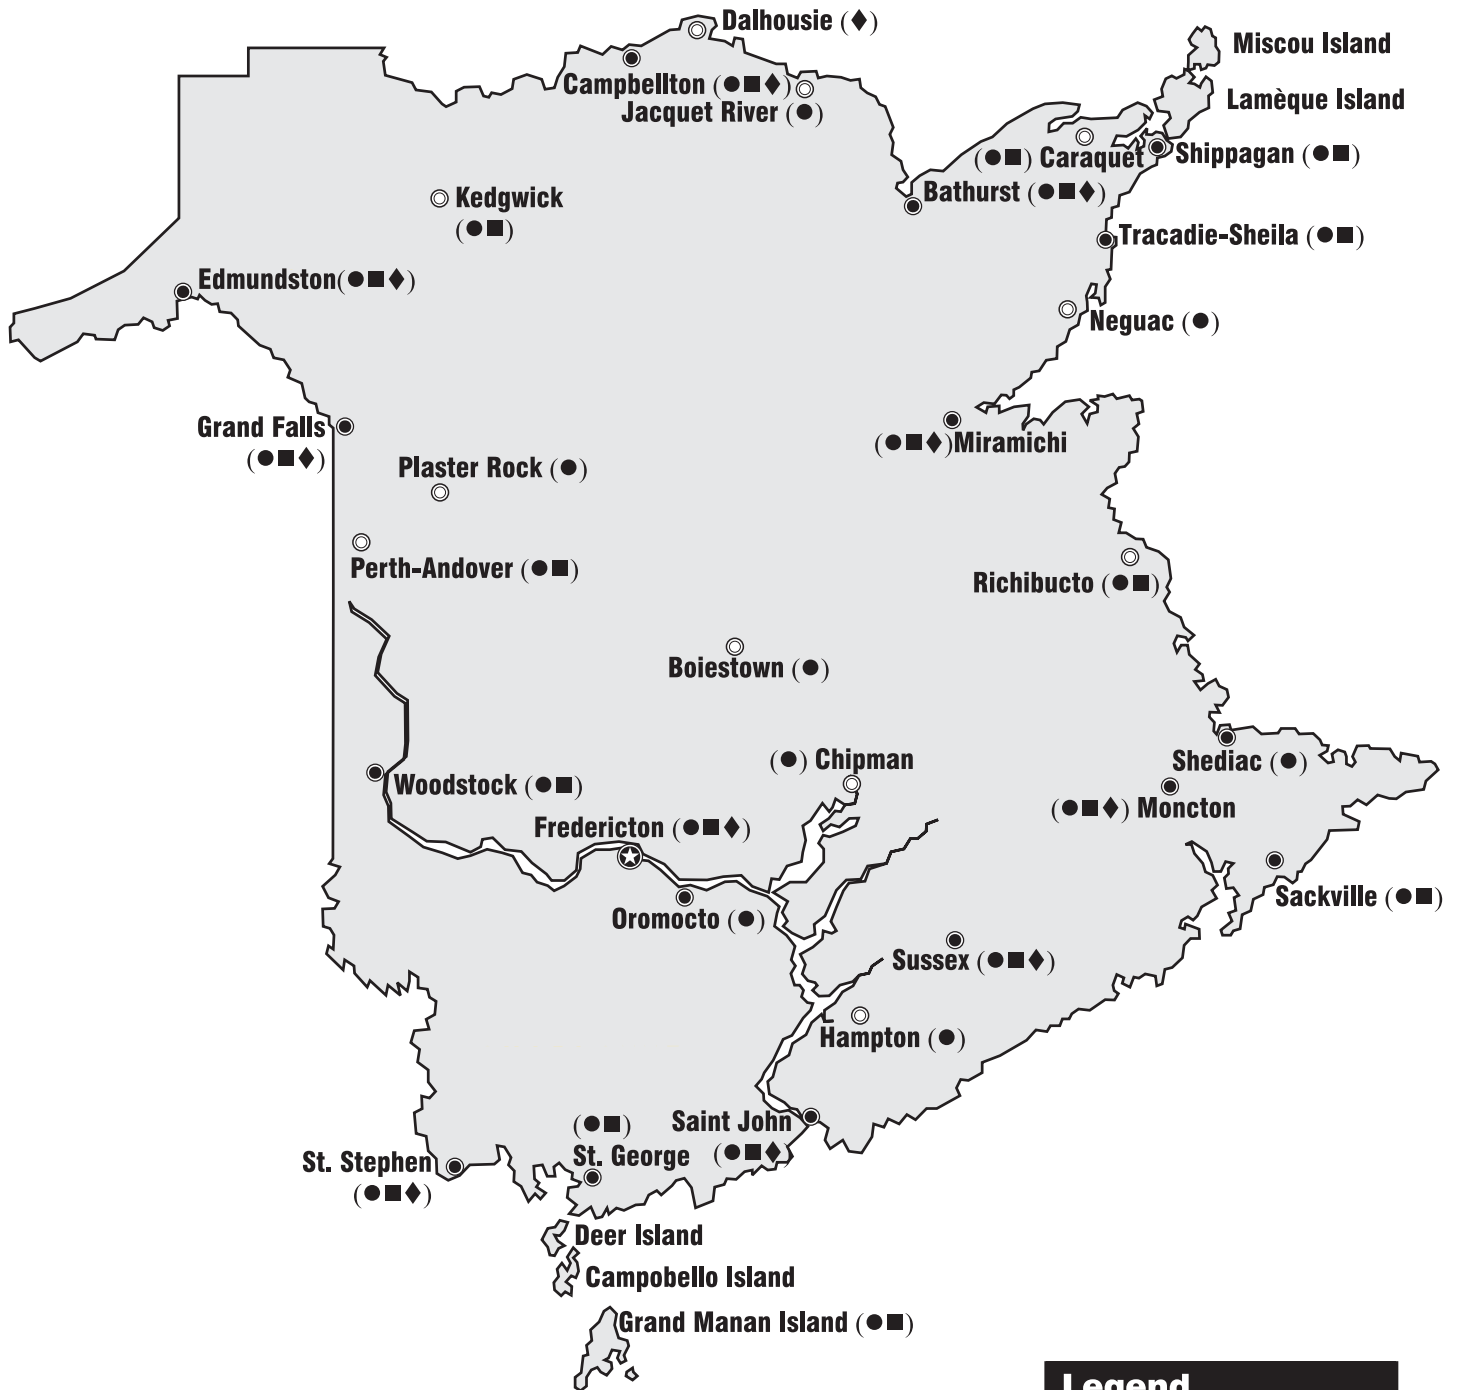 Dalhousie (♦)
Miscou Island
Campbellton (●■♦)
Lamèque Island
Jacquet River (●)
(●■) Caraquet
Shippagan (●■)
Bathurst (●■♦)
Kedgwick
(●■)
Tracadie-Sheila (●■)
Edmundston(●■♦)
Neguac (●)
Grand Falls
(●■♦)
(●■♦)Miramichi
Plaster Rock (●)
Perth-Andover (●■)
Richibucto (●■)
Boiestown (●)
(●) Chipman
Shediac (●)
Woodstock (●■)
(●■♦) Moncton
Fredericton (●■♦)
Sackville (●■)
Oromocto (●)
Sussex (●■♦)
Hampton (●)
(●■)
St. George
Saint John
(●■♦)
St. Stephen
(●■♦)
Deer Island
Campobello Island
Grand Manan Island (●■)
Legend